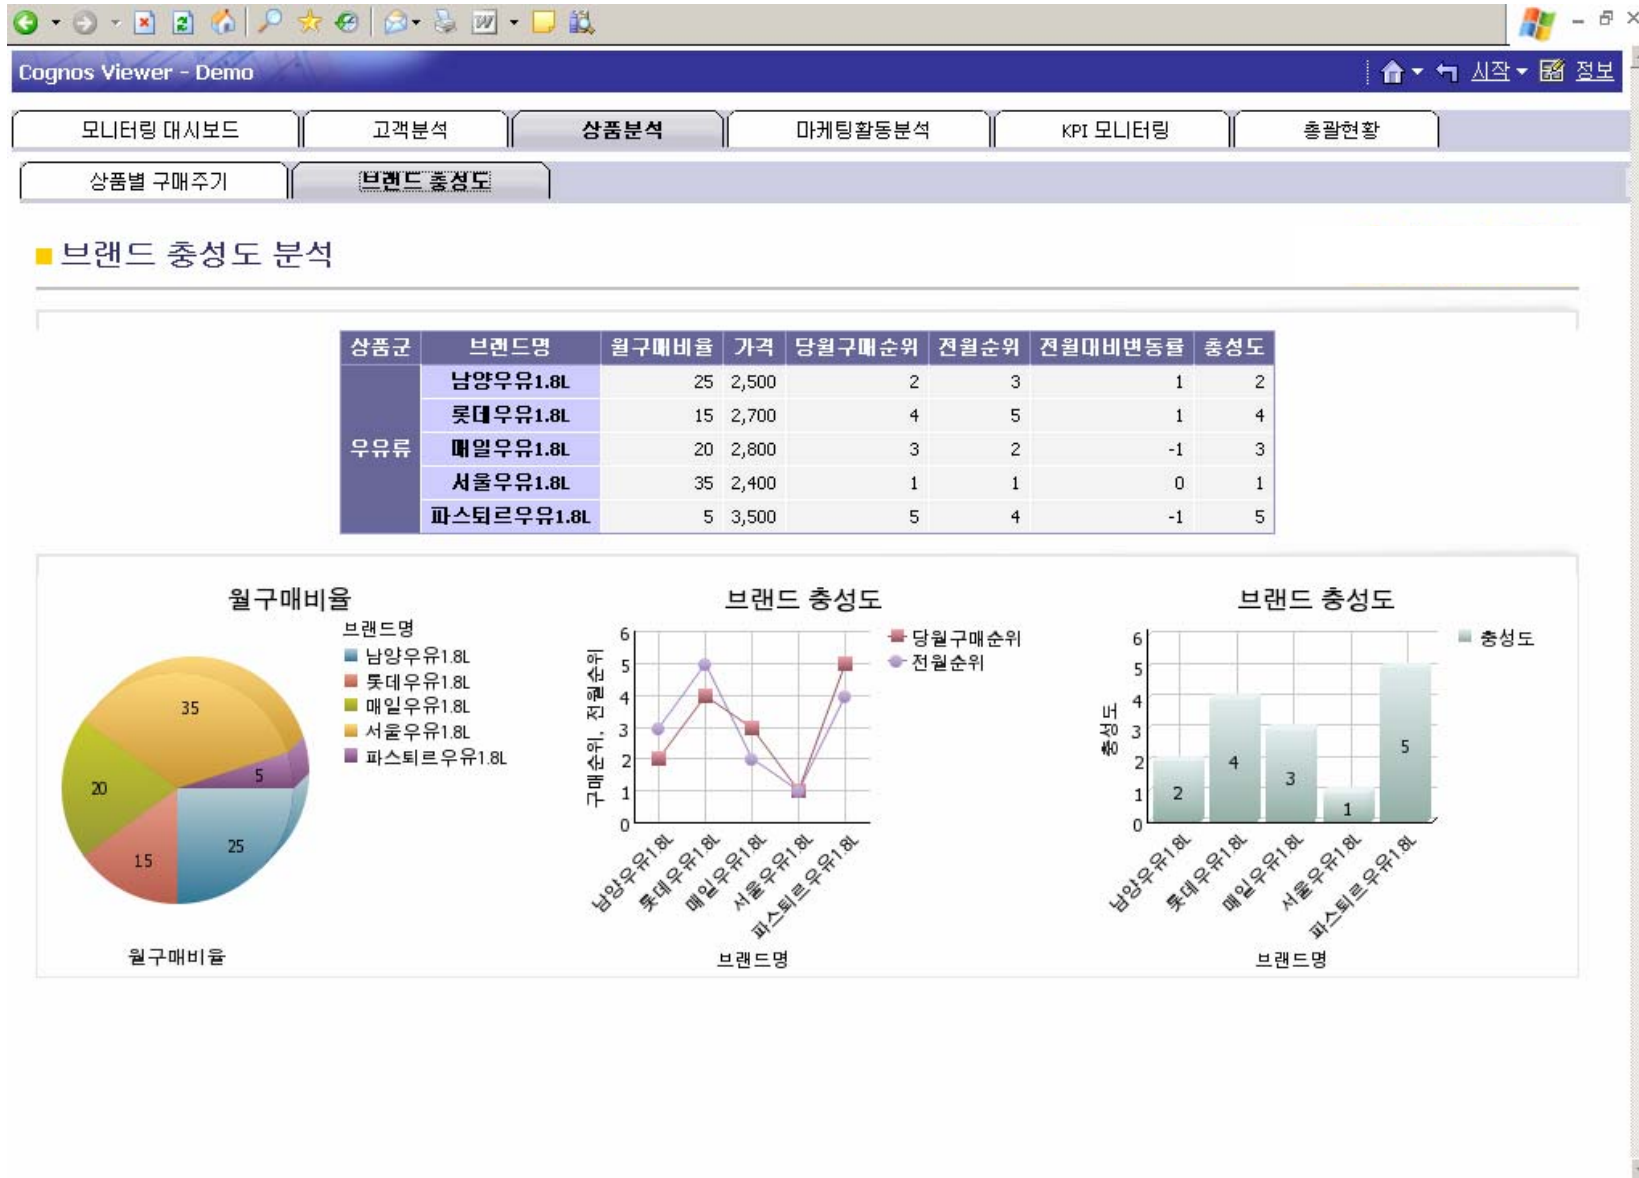 Cognos Viewer - Demo 시작 정보
모니터링 대시보드 고객분석 상품분석 마케팅활동분석 KPI 모니터링 총괄현황
상품별 구매주기 브랜드 충성도
브랜드 충성도 분석
상품군 브랜드명 월구매비율 가격 당월구매순위 전월순위 전월대비변동률 충성도
우유류
남양우유1.8L 25 2,500 2 3 1 2
롯데우유1.8L 15 2,700 4 5 1 4
매일우유1.8L 20 2,800 3 2 -1 3
서울우유1.8L 35 2,400 1 1 0 1
파스퇴르우유1.8L 5 3,500 5 4 -1 5
월구매비율
브랜드명
남양우유1.8L
롯데우유1.8L
매일우유1.8L
서울우유1.8L
파스퇴르우유1.8L
35
5
20
25
15
월구매비율
브랜드 충성도
당월구매순위
전월순위
구매순위, 전월순위
6
5
4
3
2
1
0
남양우유1.8L
롯데우유1.8L
매일우유1.8L
서울우유1.8L
파스퇴르우유1.8L
브랜드명
브랜드 충성도
충성도
충성도
6
5
4
3
2
1
0
2
4
3
1
5
남양우유1.8L
롯데우유1.8L
매일우유1.8L
서울우유1.8L
파스퇴르우유1.8L
브랜드명